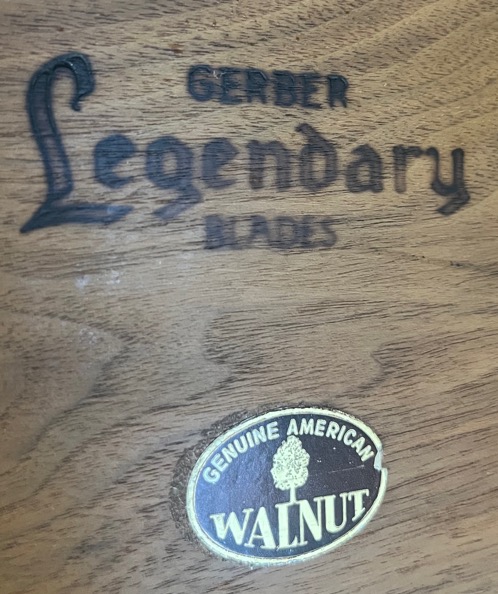 GERBER
Legendary
BLADES
GENUINE AMERICAN
WALNUT